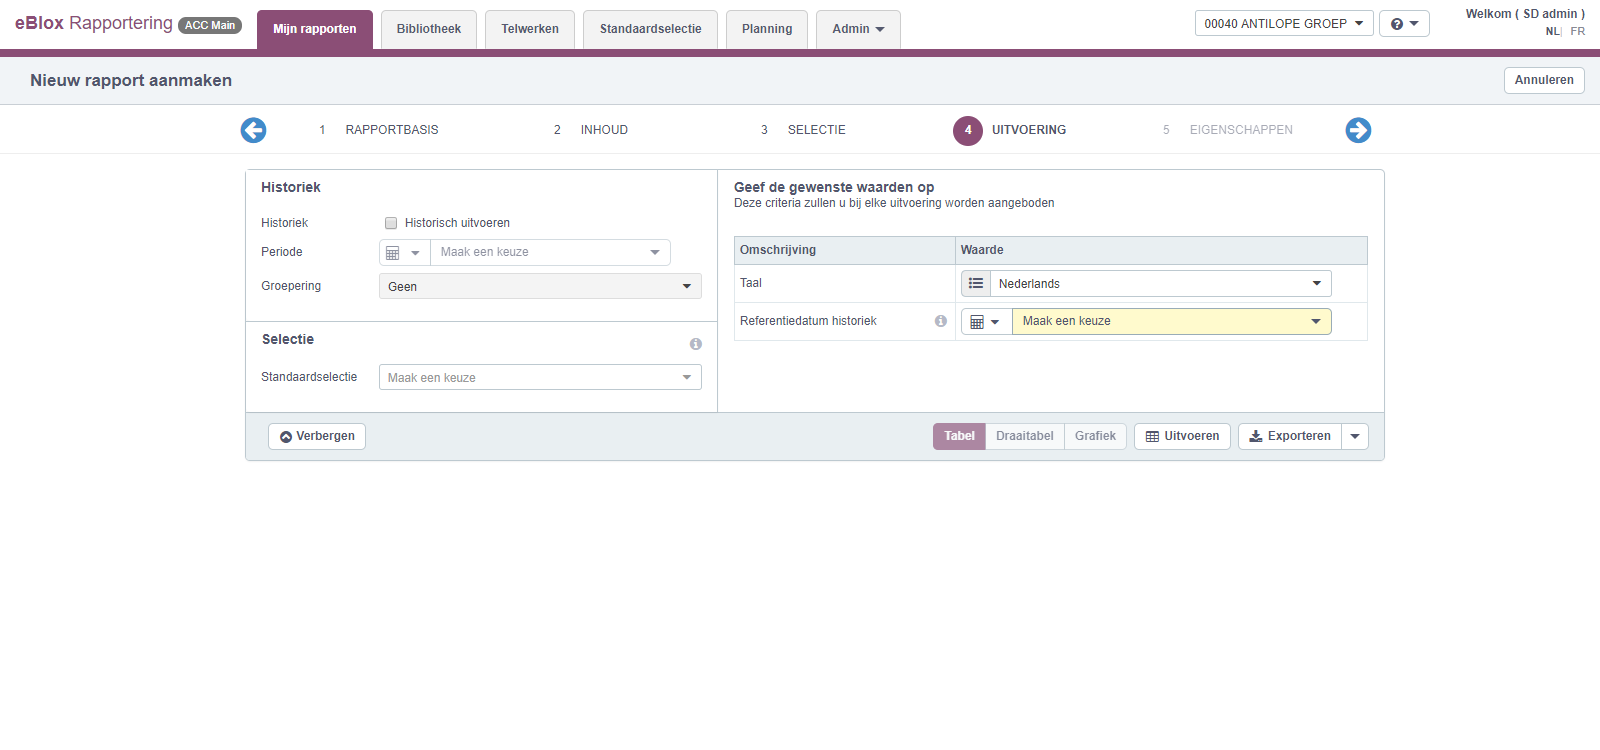 eBlox Rapportering ACC Main
Mijn rapporten
Bibliotheek
Telwerken
Standaardselectie
Planning
Admin
00040 ANTILOPE GROEP
Welkom ( SD admin )
NL| FR
Nieuw rapport aanmaken
Annuleren
1 RAPPORTBASIS
2 INHOUD
3 SELECTIE
4 UITVOERING
5 EIGENSCHAPPEN
Historiek
Historiek Historisch uitvoeren
Periode Maak een keuze
Groepering Geen
Selectie
Standaardselectie Maak een keuze
Geef de gewenste waarden op
Deze criteria zullen u bij elke uitvoering worden aangeboden
Omschrijving Waarde
Taal Nederlands
Referentiedatum historiek Maak een keuze
Verbergen
Tabel
Draaitabel
Grafiek
Uitvoeren
Exporteren